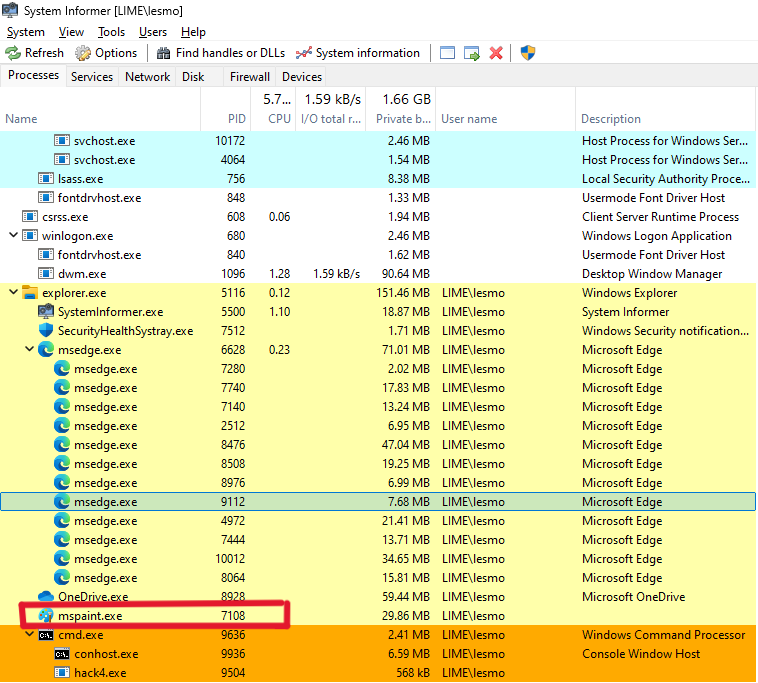 System Informer [LIME\lesmo]
System View Tools Users Help
Refresh Options Find handles or DLLs System information
Processes Services Network Disk Firewall Devices
5.7... 1.59 kB/s 1.66 GB
Name PID CPU I/O total r... Private b... User name Description
svchost.exe 10172 2.46 MB Host Process for Windows Ser...
svchost.exe 4064 1.54 MB Host Process for Windows Ser...
lsass.exe 756 8.38 MB Local Security Authority Proce...
fontdrvhost.exe 848 1.33 MB Usermode Font Driver Host
csrss.exe 608 0.06 1.94 MB Client Server Runtime Process
winlogon.exe 680 2.46 MB Windows Logon Application
fontdrvhost.exe 840 1.62 MB Usermode Font Driver Host
dwm.exe 1096 1.28 1.59 kB/s 90.64 MB Desktop Window Manager
explorer.exe 5116 0.12 151.46 MB LIME\lesmo Windows Explorer
SystemInformer.exe 5500 1.10 18.87 MB LIME\lesmo System Informer
SecurityHealthSystray.exe 7512 1.71 MB LIME\lesmo Windows Security notification...
msedge.exe 6628 0.23 71.01 MB LIME\lesmo Microsoft Edge
msedge.exe 7280 2.02 MB LIME\lesmo Microsoft Edge
msedge.exe 7740 17.83 MB LIME\lesmo Microsoft Edge
msedge.exe 7140 13.24 MB LIME\lesmo Microsoft Edge
msedge.exe 2512 6.95 MB LIME\lesmo Microsoft Edge
msedge.exe 8476 47.04 MB LIME\lesmo Microsoft Edge
msedge.exe 8508 19.25 MB LIME\lesmo Microsoft Edge
msedge.exe 8976 6.99 MB LIME\lesmo Microsoft Edge
msedge.exe 9112 7.68 MB LIME\lesmo Microsoft Edge
msedge.exe 4972 21.41 MB LIME\lesmo Microsoft Edge
msedge.exe 7444 13.71 MB LIME\lesmo Microsoft Edge
msedge.exe 10012 34.65 MB LIME\lesmo Microsoft Edge
msedge.exe 8064 15.81 MB LIME\lesmo Microsoft Edge
OneDrive.exe 8928 59.44 MB LIME\lesmo Microsoft OneDrive
mspaint.exe 7108 29.86 MB LIME\lesmo
cmd.exe 9636 2.41 MB LIME\lesmo Windows Command Processor
conhost.exe 9936 6.59 MB LIME\lesmo Console Window Host
hack4.exe 9504 568 kB LIME\lesmo